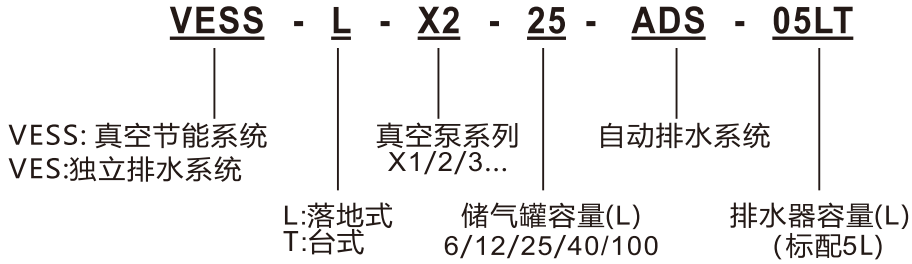 VESS - L - X2 - 25 - ADS - 05LT
VESS: 真空节能系统
VES:独立排水系统
真空泵系列
X1/2/3...
自动排水系统
L:落地式
T:台式
储气罐容量(L)
6/12/25/40/100
排水器容量(L)
(标配5L)